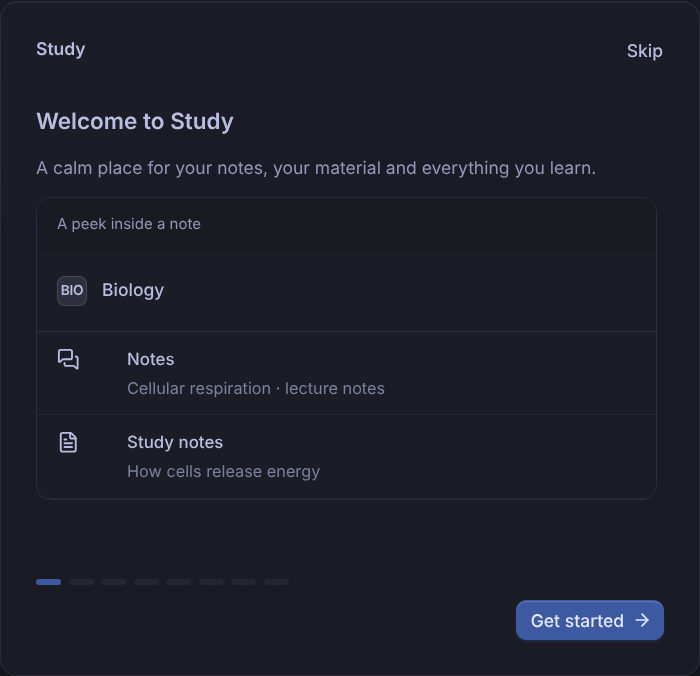 Study
Skip
Welcome to Study
A calm place for your notes, your material and everything you learn.
A peek inside a note
BIO
Biology
Notes
Cellular respiration · lecture notes
Study notes
How cells release energy
Get started →